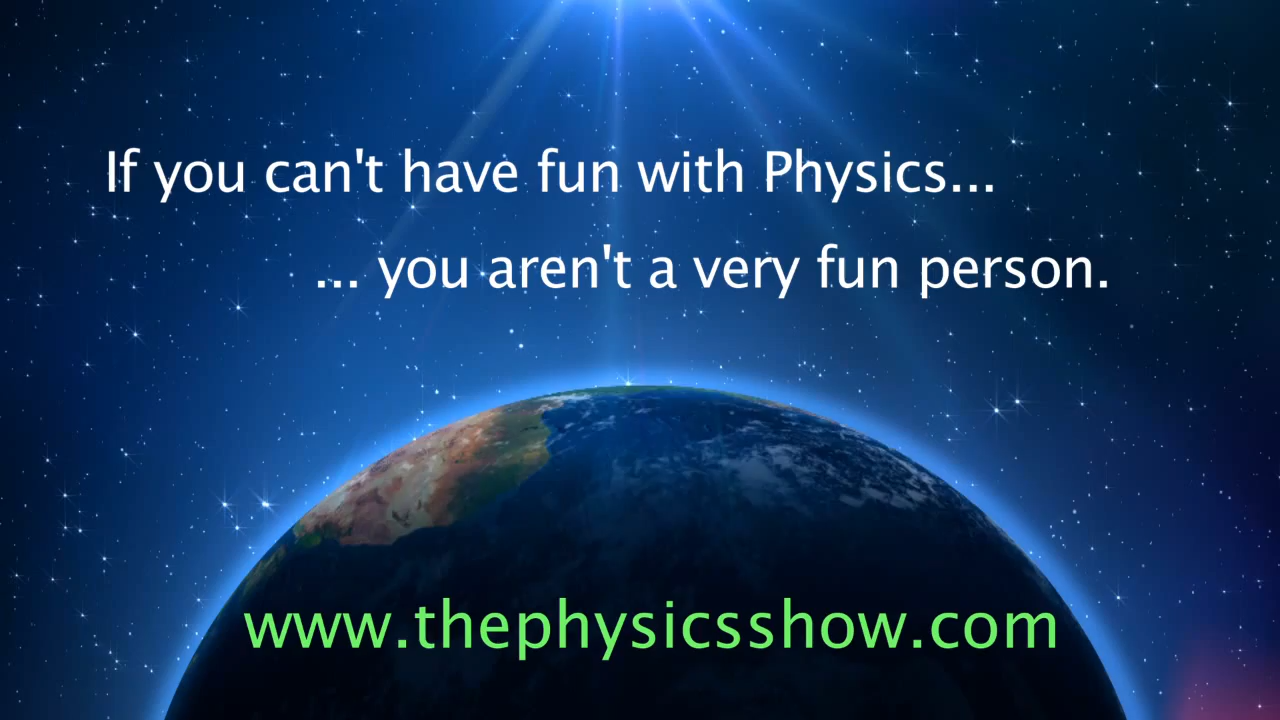 If you can't have fun with Physics...
... you aren't a very fun person.
www.thephysicsshow.com